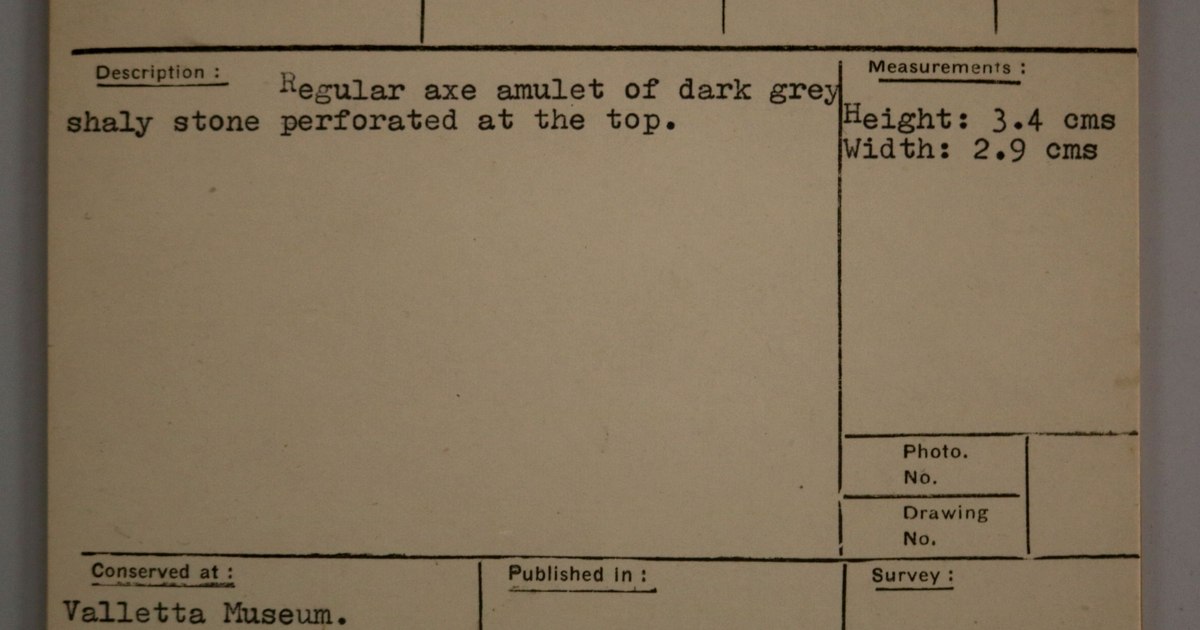 Description :
Regular axe amulet of dark grey
shaly stone perforated at the top.
Measurements :
Height: 3.4 cms
Width: 2.9 cms
Photo.
No.
Drawing
No.
Conserved at :
Valletta Museum.
Published in :
Survey :